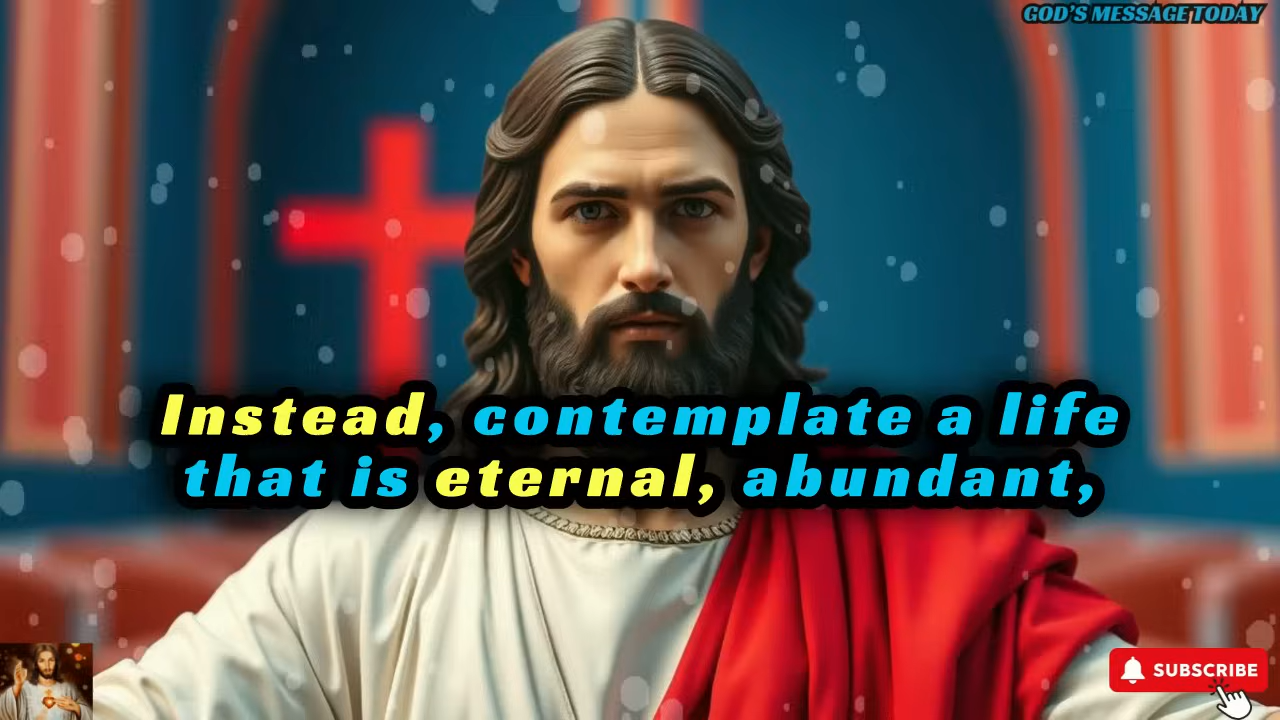 GOD'S MESSAGE TODAY
Instead, contemplate a life
that is eternal, abundant,
SUBSCRIBE